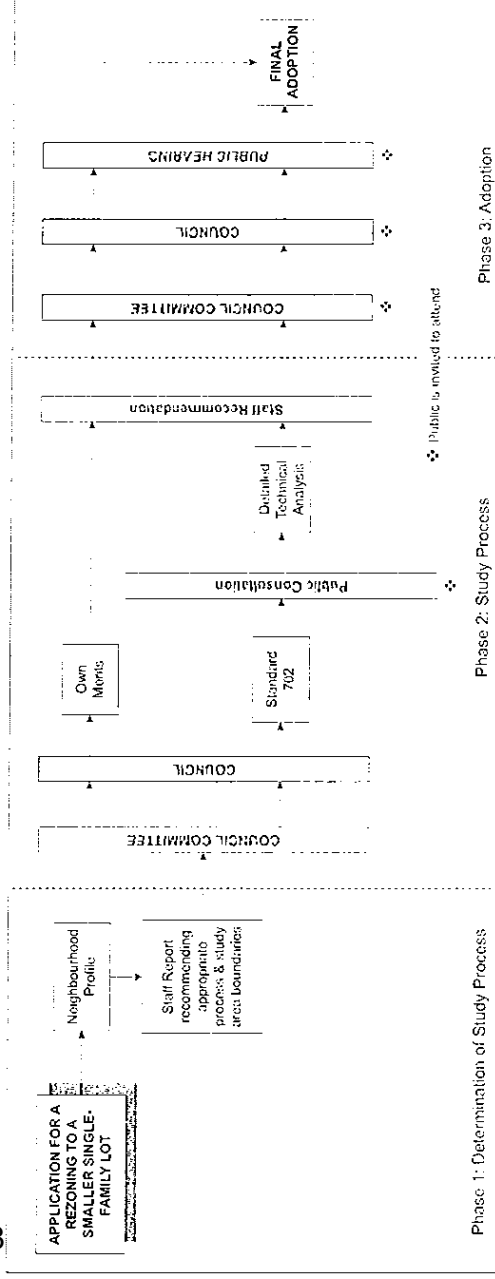 APPLICATION FOR A
REZONING TO A
SMALLER SINGLE-
FAMILY LOT
Neighbourhood
Profile
Staff Report
recommending
appropriate
process & study
area boundaries
Phase 1: Determination of Study Process
COUNCIL COMMITTEE
COUNCIL
Own
Merits
Standard
702
Public Consultation
Detailed
Technical
Analysis
Staff Recommendation
Phase 2: Study Process
❖ Public is invited to attend
COUNCIL COMMITTEE
COUNCIL
PUBLIC HEARING
FINAL
ADOPTION
Phase 3: Adoption